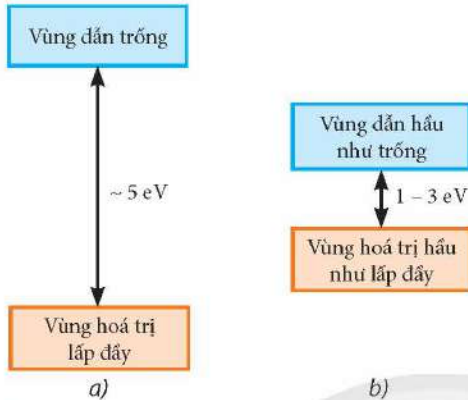 Vùng dẫn trống
~ 5 eV
Vùng hoá trị
lấp đầy
a)
Vùng dẫn hầu
như trống
1 – 3 eV
Vùng hoá trị hầu
như lấp đầy
b)